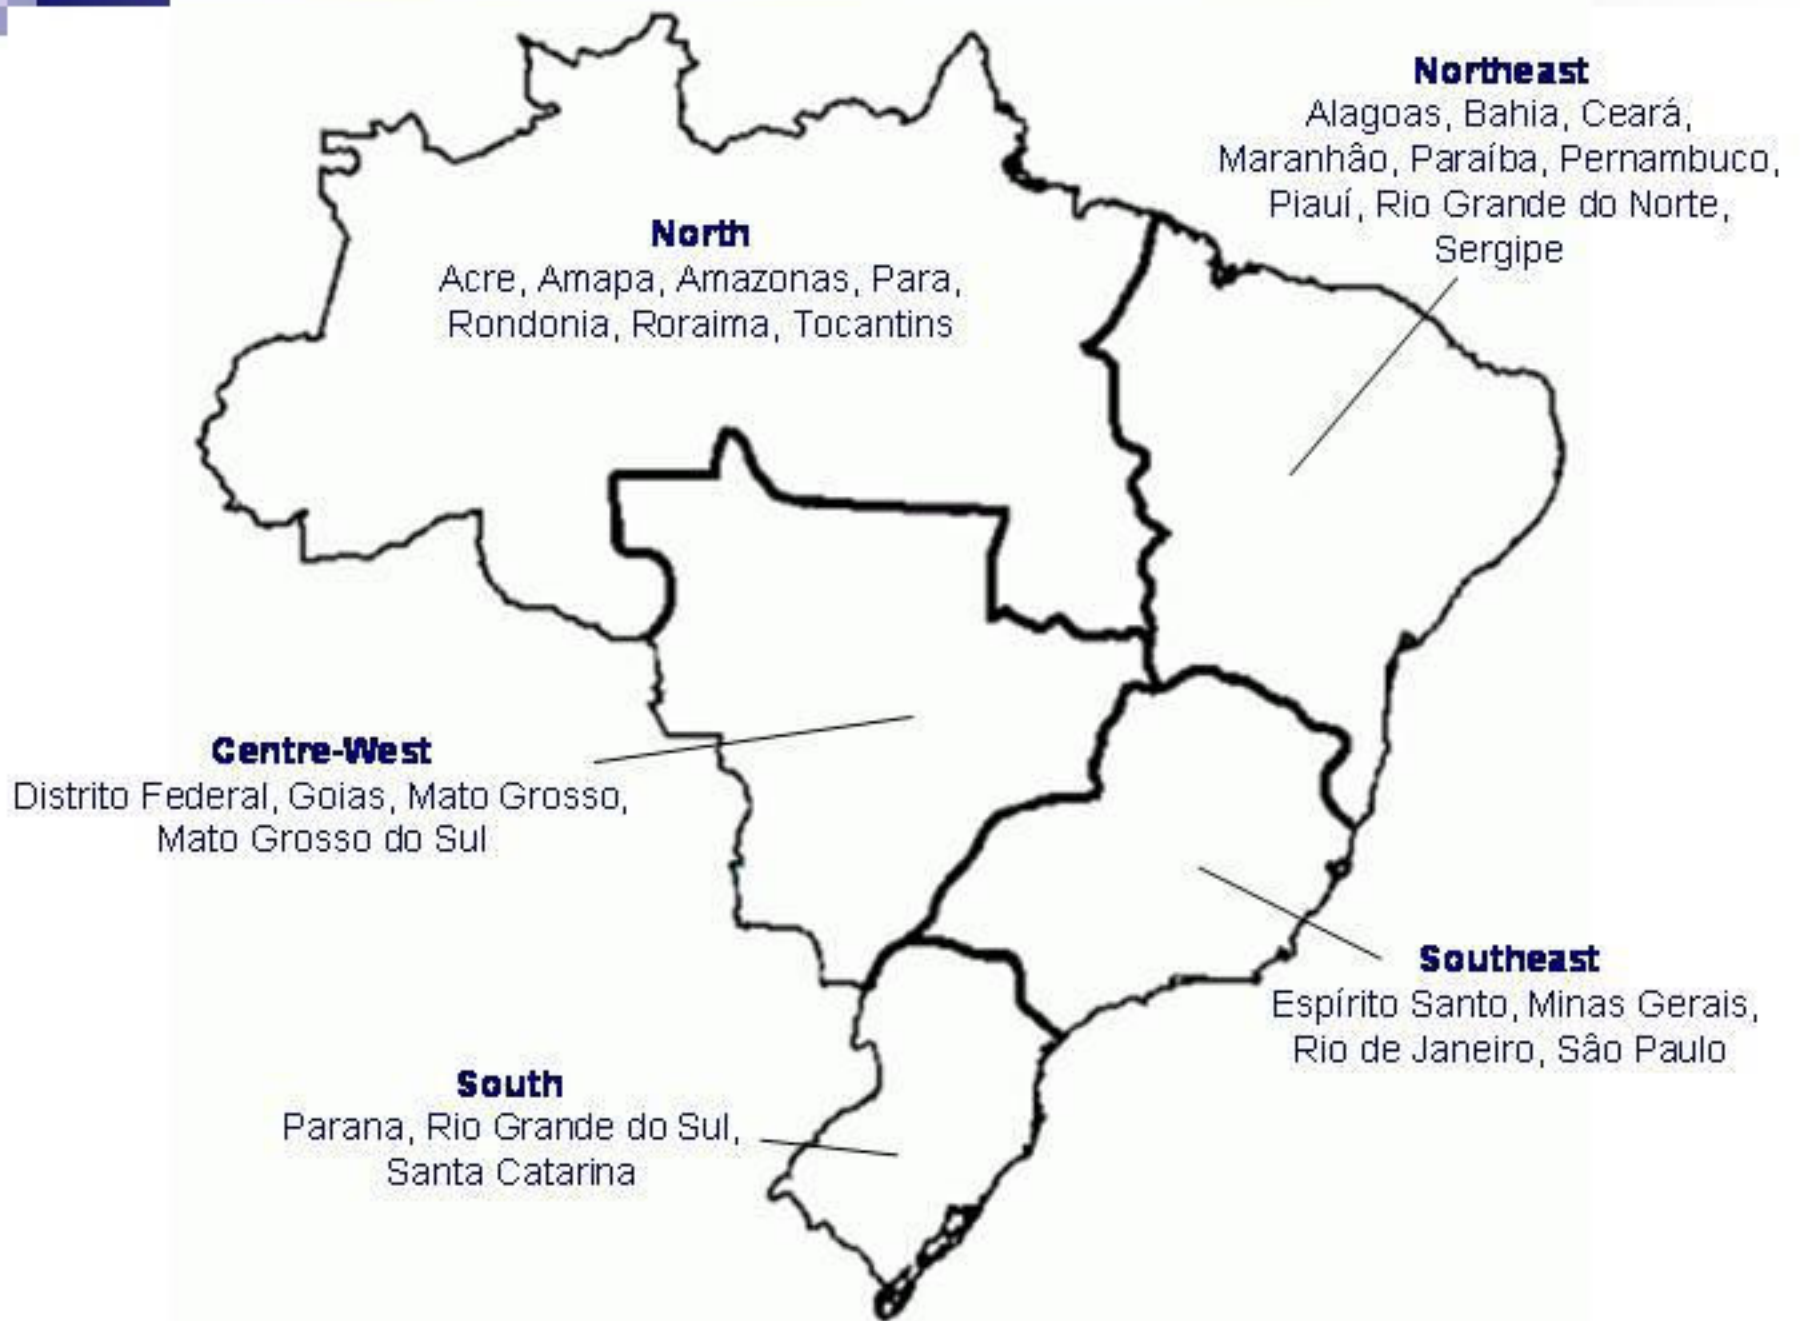 Northeast
Alagoas, Bahia, Ceará,
Maranhâo, Paraíba, Pernambuco,
Piauí, Rio Grande do Norte,
Sergipe
North
Acre, Amapa, Amazonas, Para,
Rondonia, Roraima, Tocantins
Centre-West
Distrito Federal, Goias, Mato Grosso,
Mato Grosso do Sul
Southeast
Espírito Santo, Minas Gerais,
Rio de Janeiro, Sâo Paulo
South
Parana, Rio Grande do Sul,
Santa Catarina